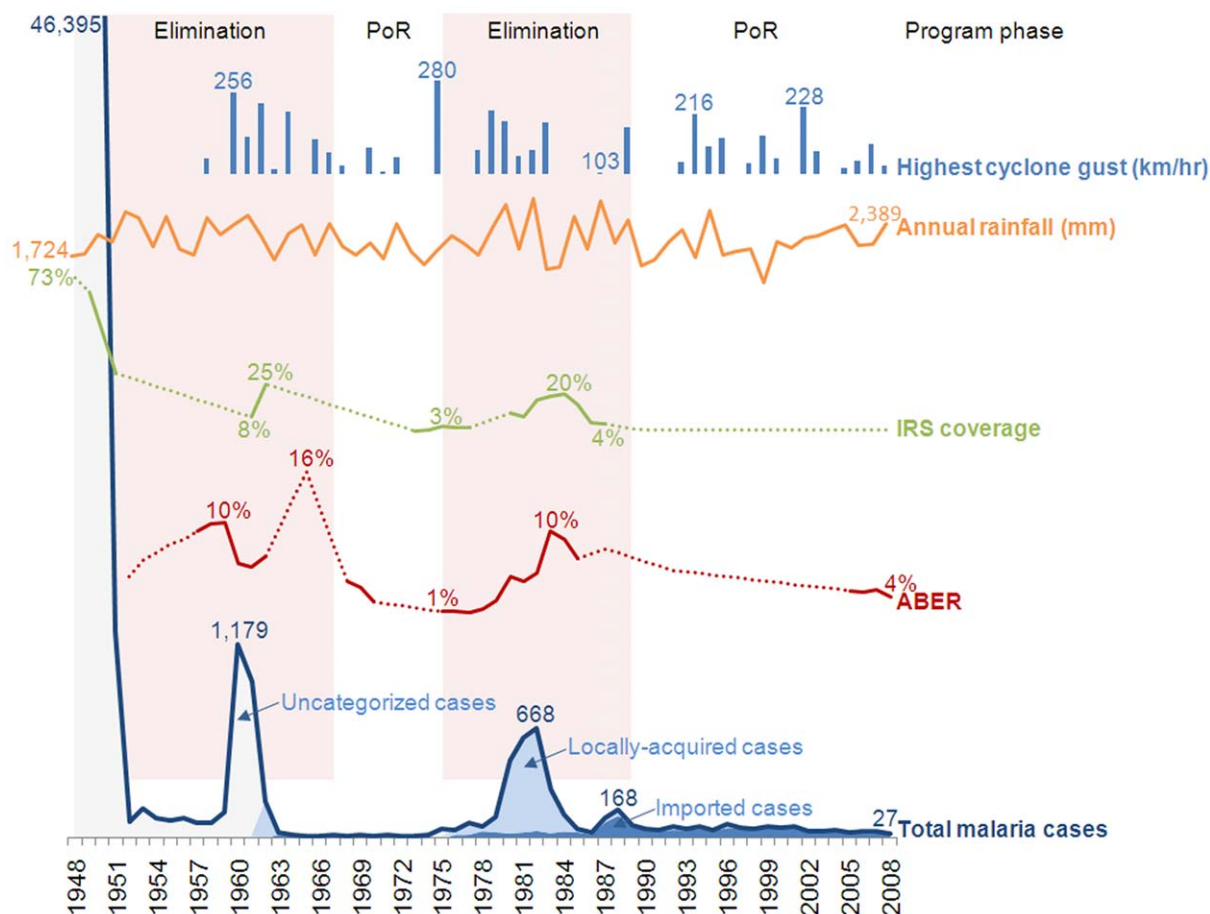 46,395
Elimination PoR Elimination PoR Program phase
256
280
216
228
103
Highest cyclone gust (km/hr)
1,724
2,389
Annual rainfall (mm)
73%
25%
8%
3%
20%
4%
IRS coverage
10%
16%
1%
10%
4%
ABER
1,179
Uncategorized cases
668
Locally-acquired cases
168
Imported cases
27
Total malaria cases
1948 1951 1954 1957 1960 1963 1966 1969 1972 1975 1978 1981 1984 1987 1990 1993 1996 1999 2002 2005 2008